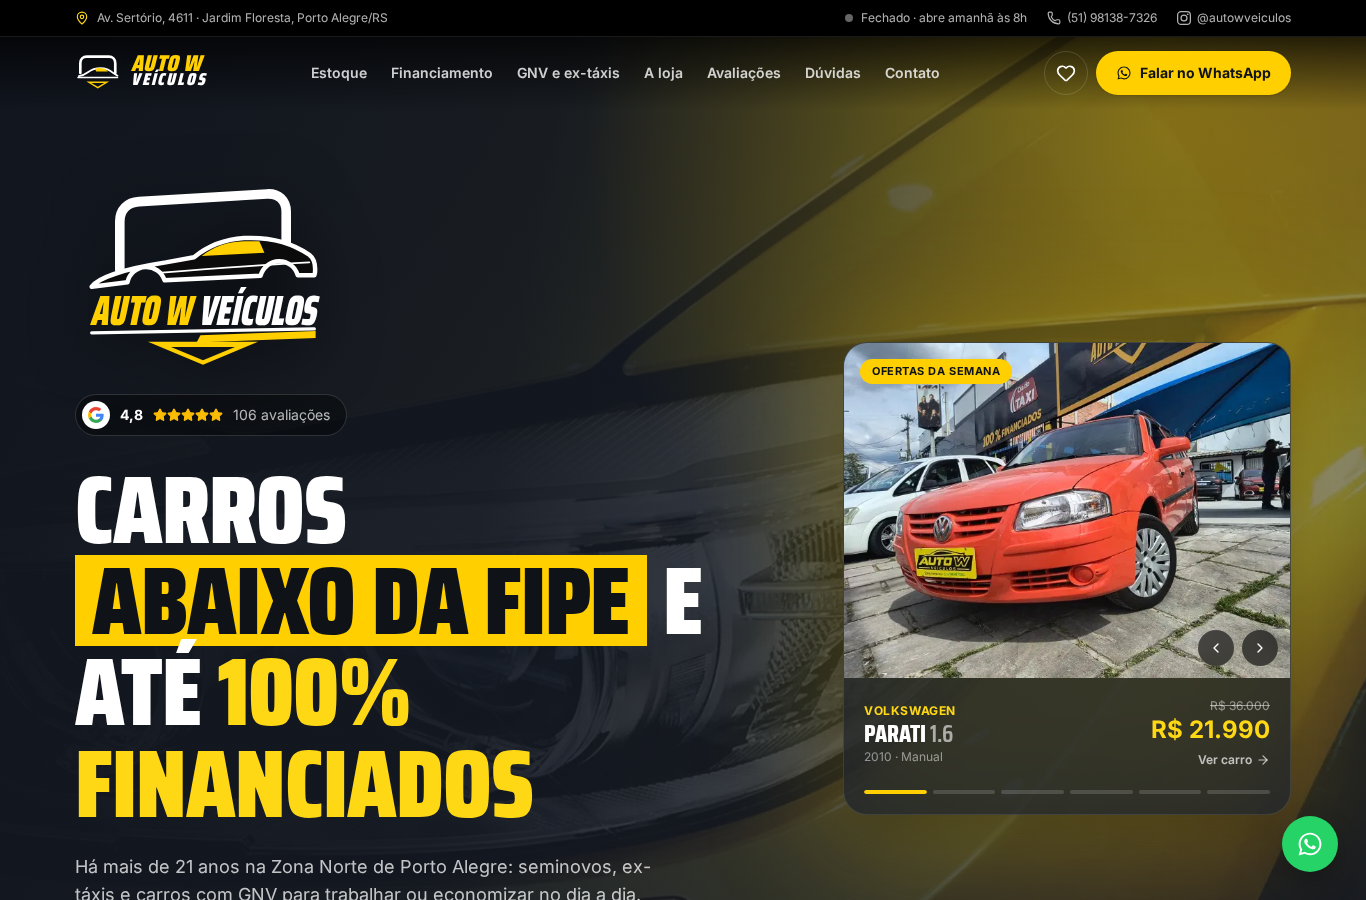 Av. Sertório, 4611 · Jardim Floresta, Porto Alegre/RS
Fechado · abre amanhã às 8h
(51) 98138-7326
@autowveiculos
AUTO W
VEÍCULOS
Estoque
Financiamento
GNV e ex-táxis
A loja
Avaliações
Dúvidas
Contato
Falar no WhatsApp
AUTO W VEÍCULOS
4,8
106 avaliações
CARROS
ABAIXO DA FIPE E
ATÉ 100%
FINANCIADOS
Há mais de 21 anos na Zona Norte de Porto Alegre: seminovos, ex-
táxis e carros com GNV para trabalhar ou economizar no dia a dia.
OFERTAS DA SEMANA
TAXI
100% FINANCIADOS
AUTO W
VEÍCULOS
VOLKSWAGEN
PARATI 1.6
2010 · Manual
R$ 36.000
R$ 21.990
Ver carro